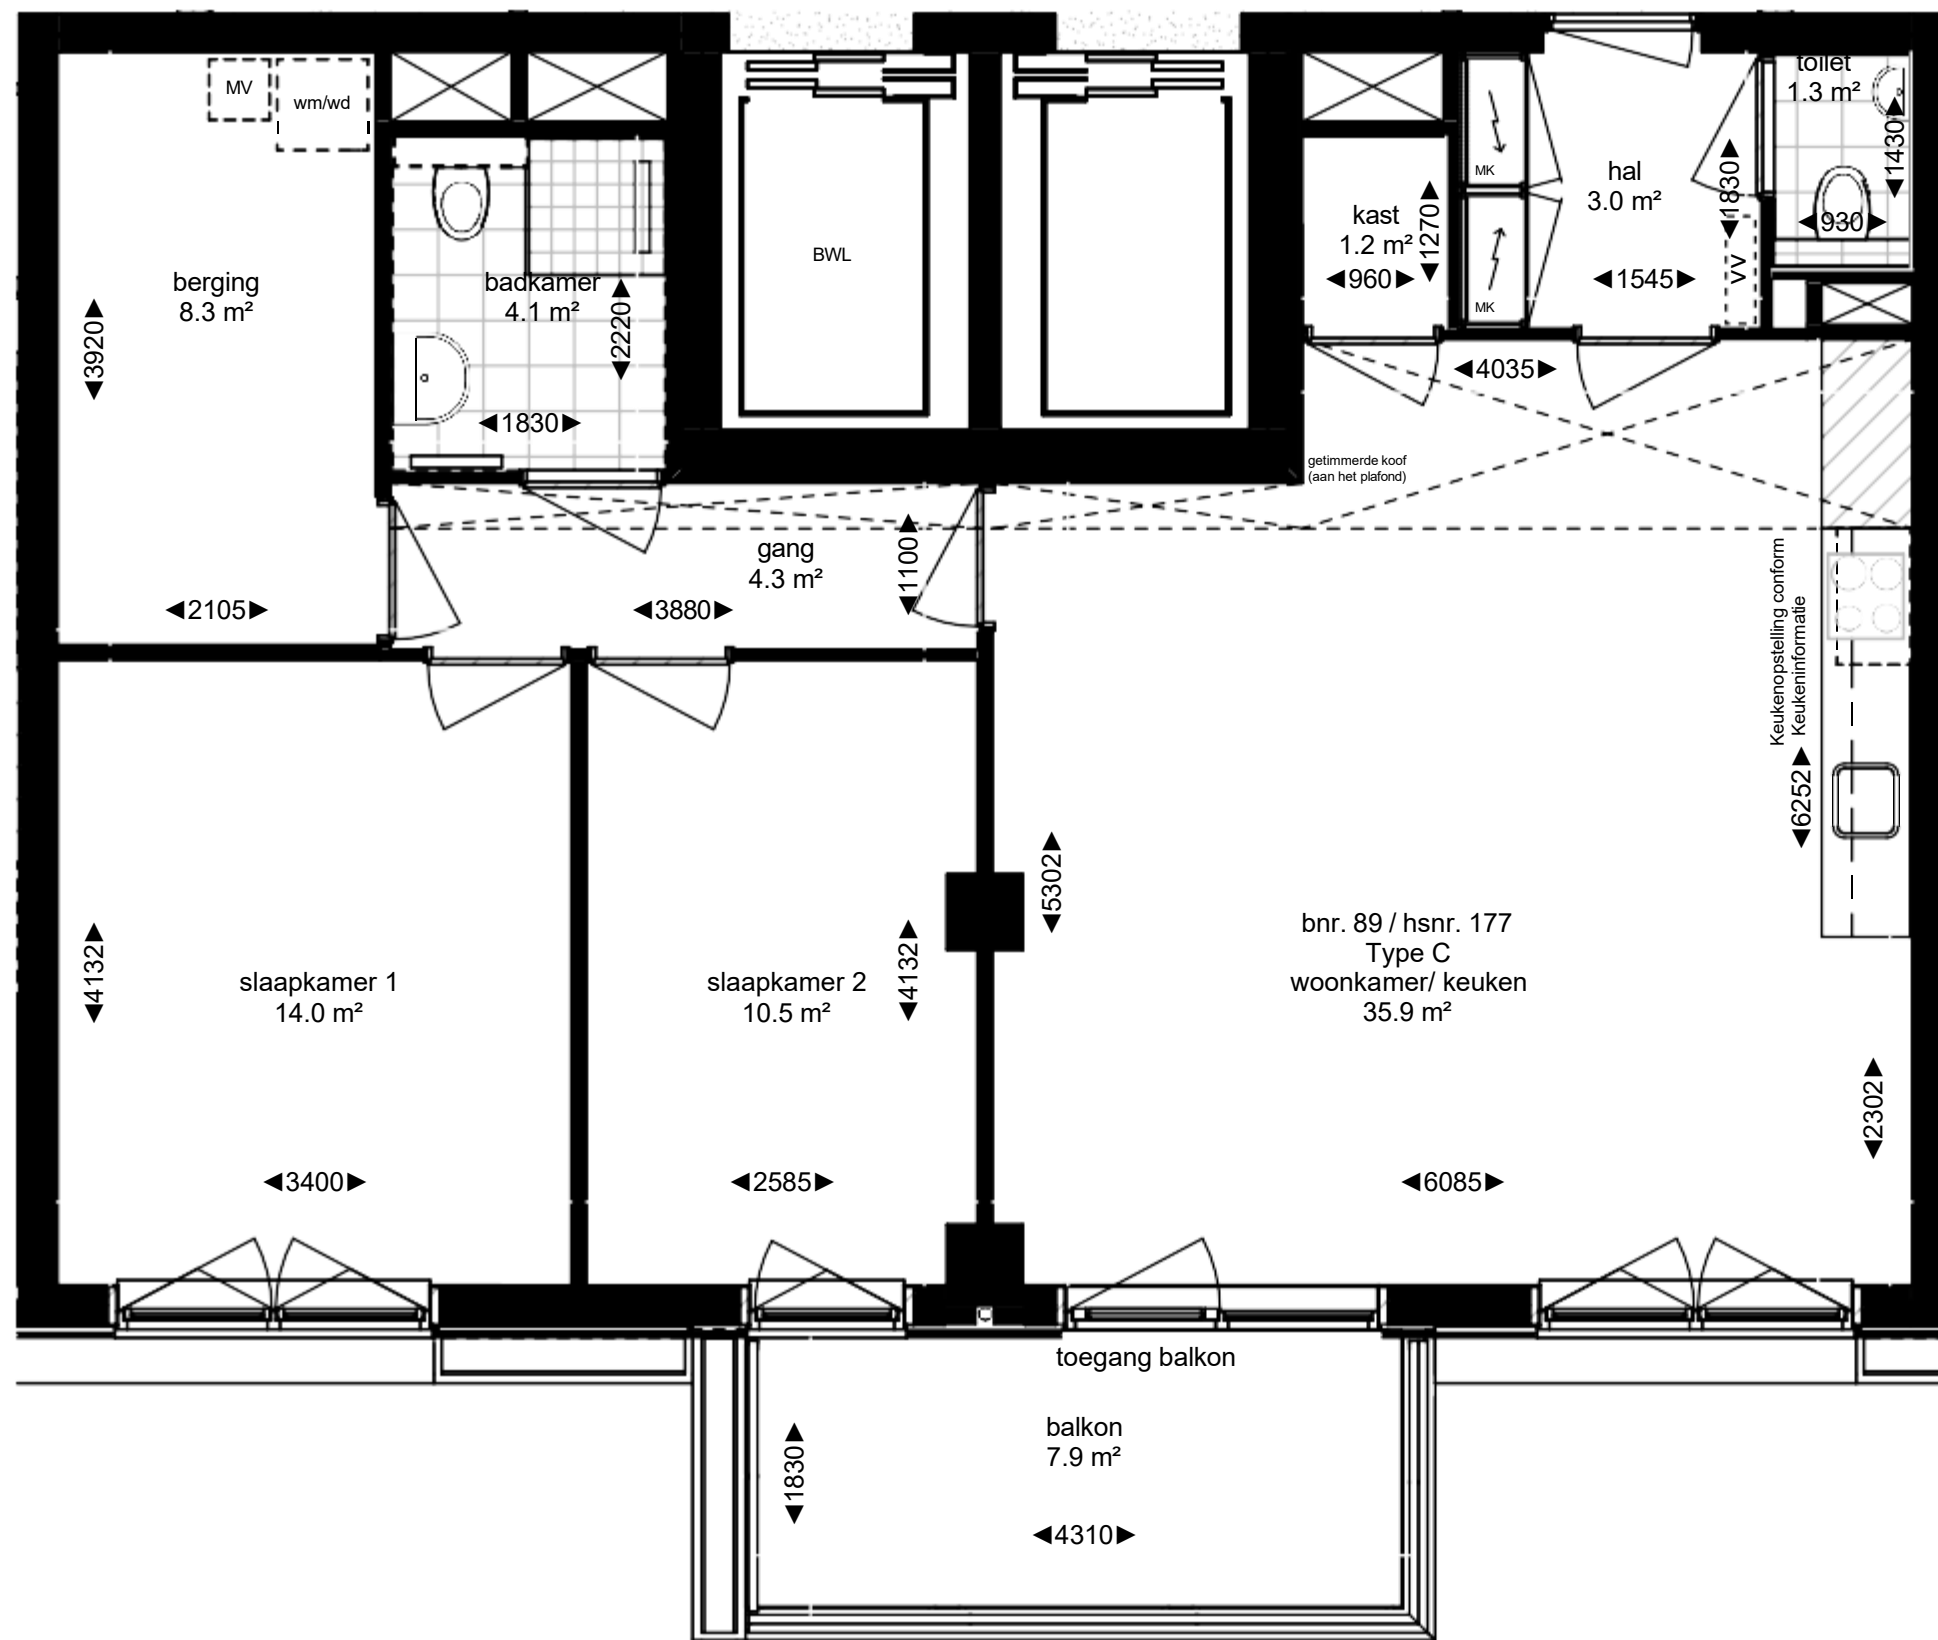 MV
wm/wd
berging
8.3 m²
3920
2105
badkamer
4.1 m²
2220
1830
BWL
kast
1.2 m²
960
1270
MK
MK
hal
3.0 m²
1830
1545
VV
toilet
1.3 m²
1430
930
4035
getimmerde koof
(aan het plafond)
gang
4.3 m²
1100
3880
Keukenopstelling conform
Keukeninformatie
6252
5302
slaapkamer 1
14.0 m²
4132
3400
slaapkamer 2
10.5 m²
4132
2585
bnr. 89 / hsnr. 177
Type C
woonkamer/ keuken
35.9 m²
2302
6085
toegang balkon
balkon
7.9 m²
1830
4310